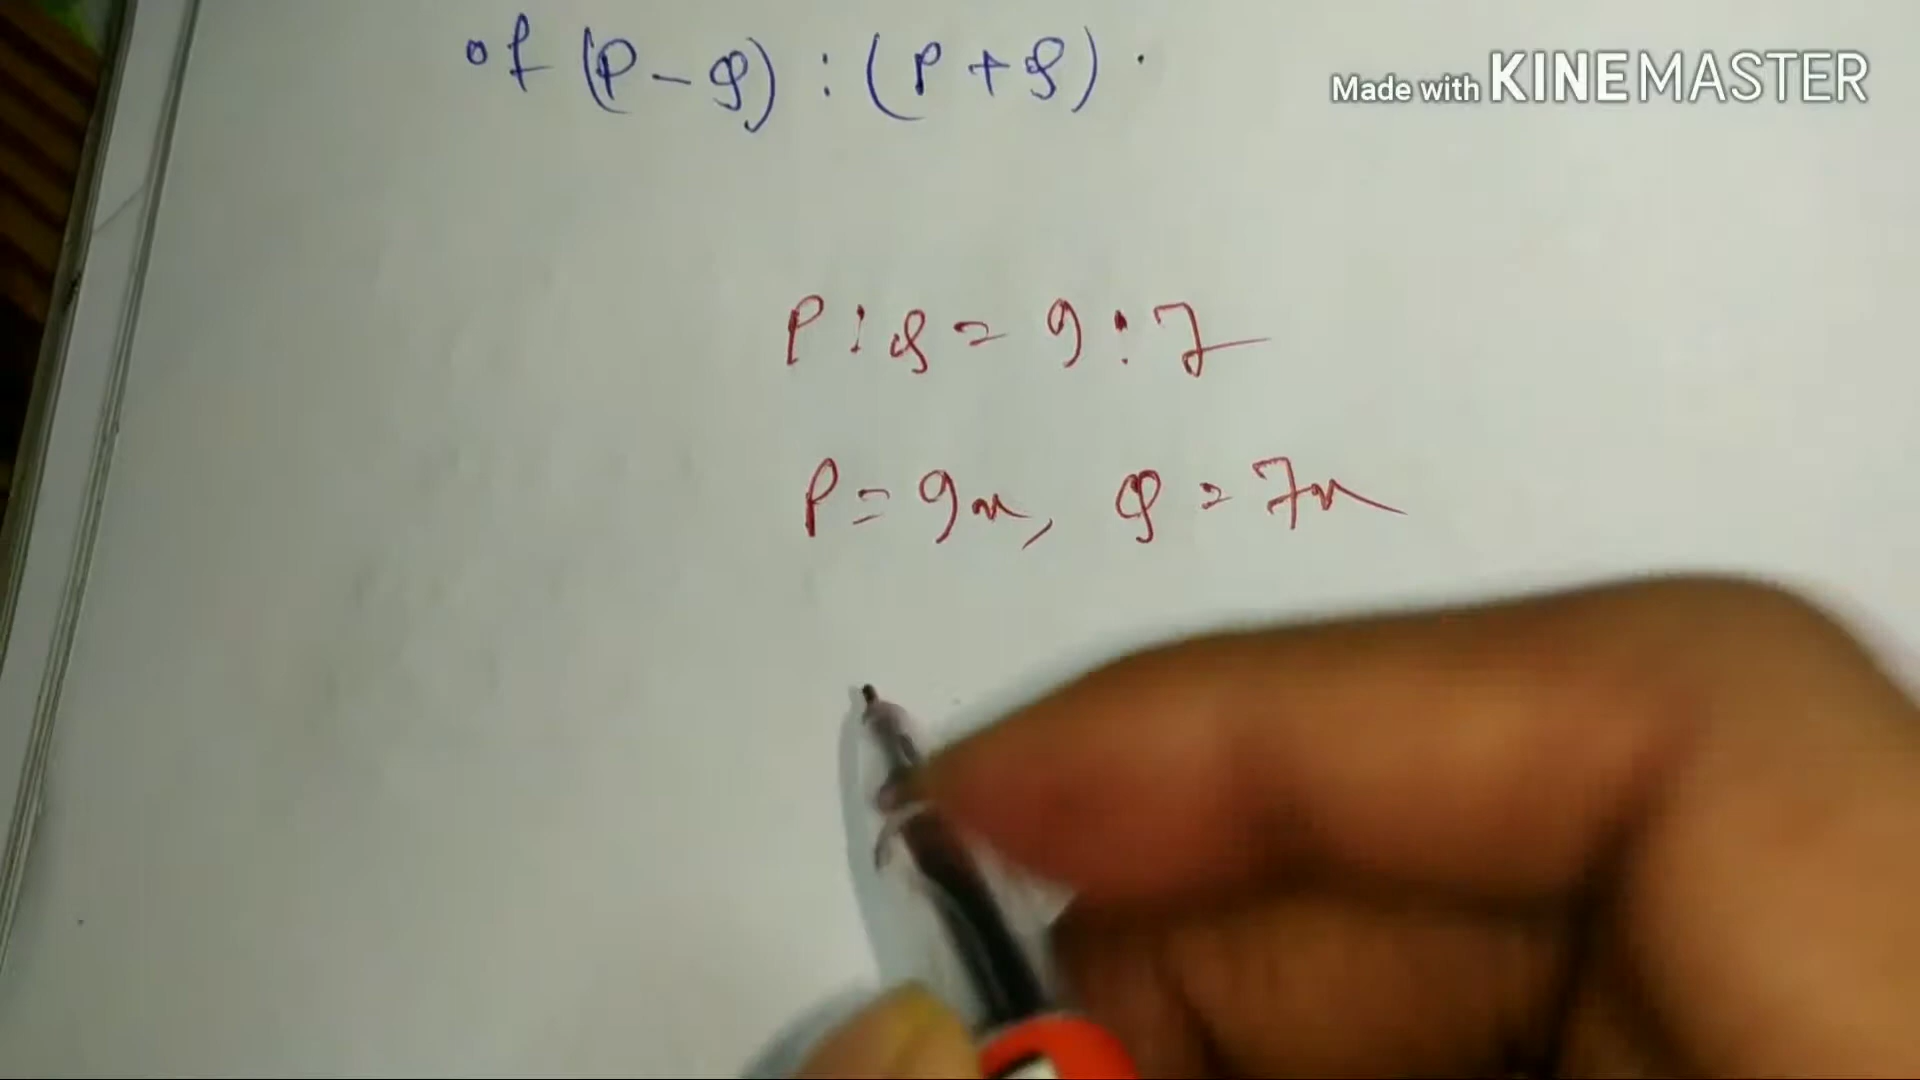 of (P - Q) : (P + Q) .
Made with KINEMASTER
P : Q = 9 : 7
P = 9x, Q = 7x